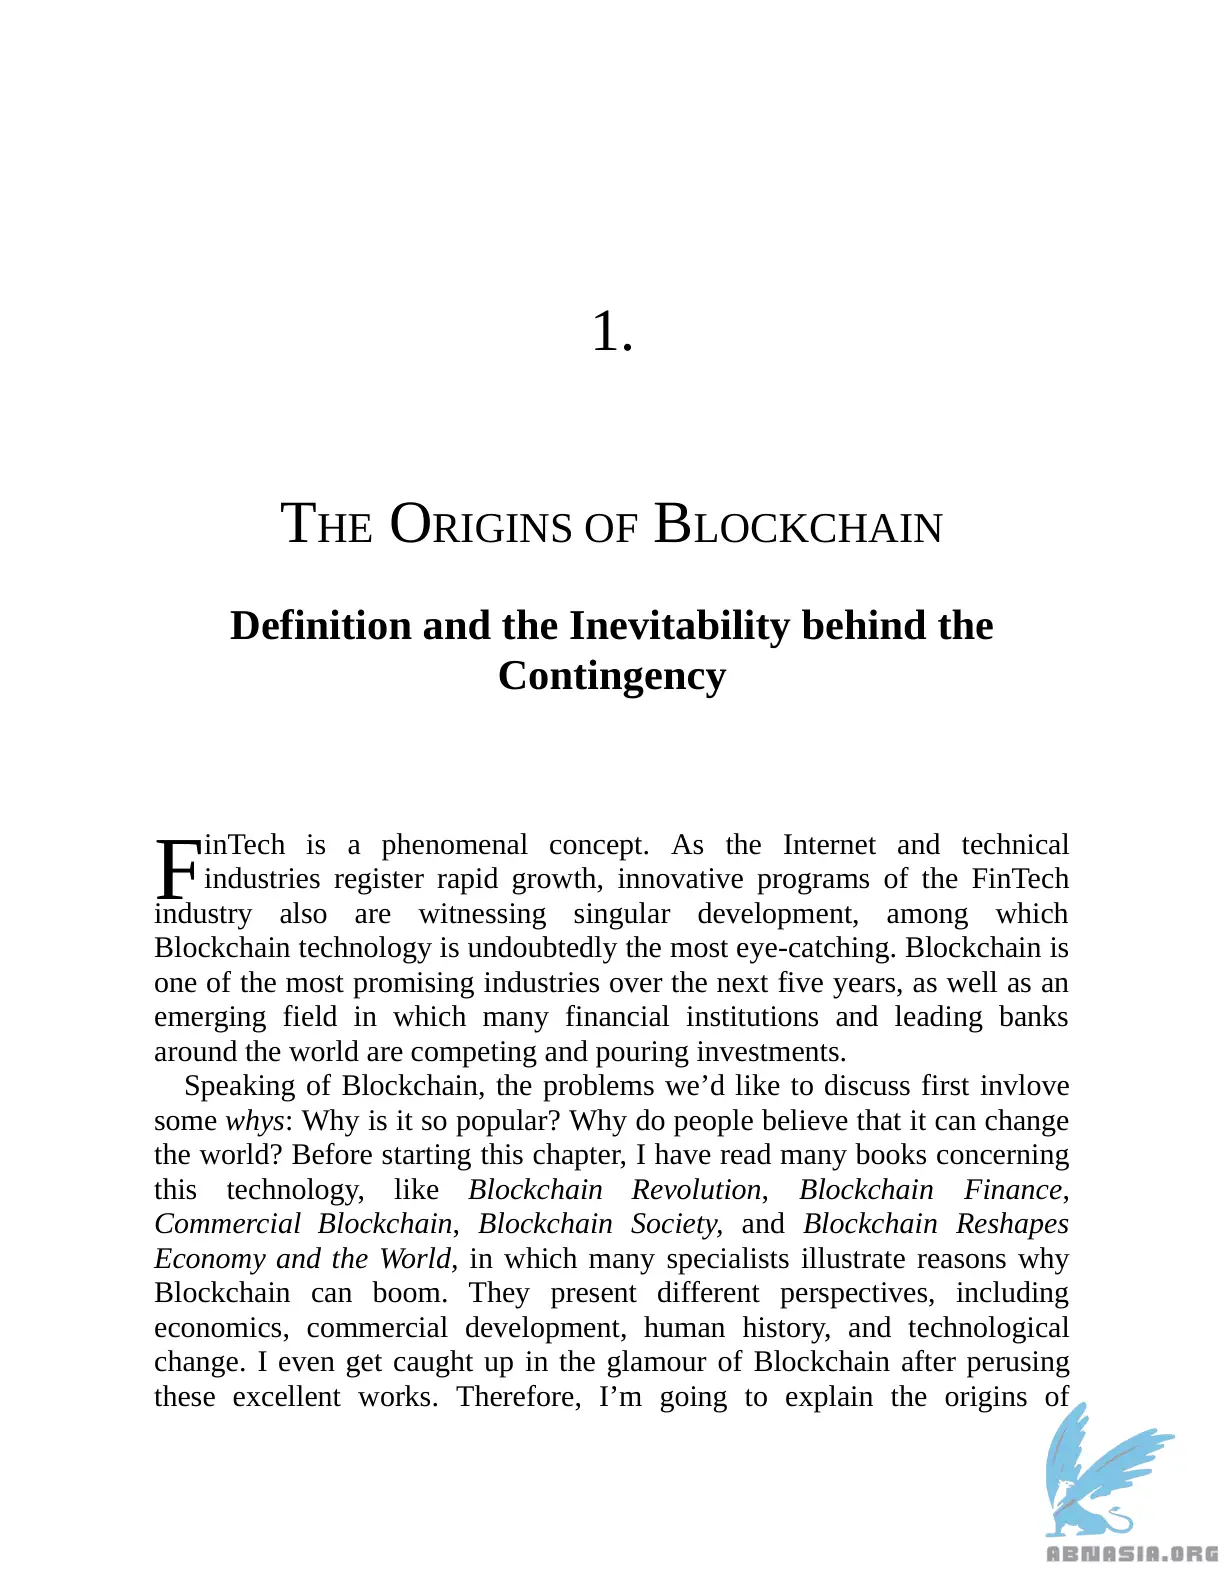 1.
THE ORIGINS OF BLOCKCHAIN
Definition and the Inevitability behind the
Contingency
FinTech is a phenomenal concept. As the Internet and technical
industries register rapid growth, innovative programs of the FinTech
industry also are witnessing singular development, among which
Blockchain technology is undoubtedly the most eye-catching. Blockchain is
one of the most promising industries over the next five years, as well as an
emerging field in which many financial institutions and leading banks
around the world are competing and pouring investments.
Speaking of Blockchain, the problems we’d like to discuss first invlove
some whys: Why is it so popular? Why do people believe that it can change
the world? Before starting this chapter, I have read many books concerning
this technology, like Blockchain Revolution, Blockchain Finance,
Commercial Blockchain, Blockchain Society, and Blockchain Reshapes
Economy and the World, in which many specialists illustrate reasons why
Blockchain can boom. They present different perspectives, including
economics, commercial development, human history, and technological
change. I even get caught up in the glamour of Blockchain after perusing
these excellent works. Therefore, I’m going to explain the origins of
ABNASIA.ORG